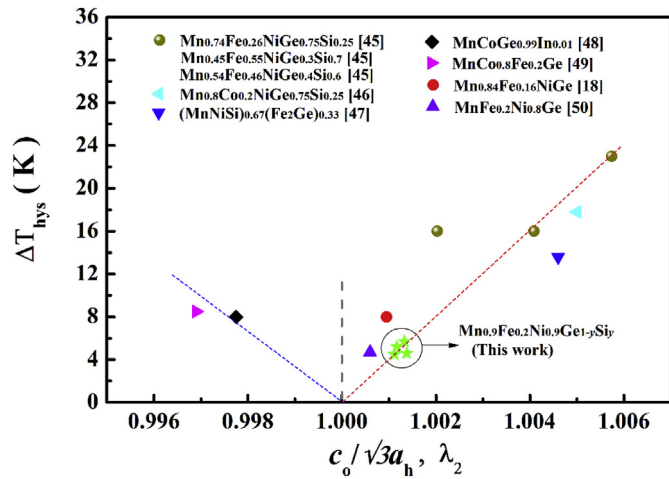 36
32
28
24
20
16
12
8
4
0
ΔT_hys ( K )
Mn0.74Fe0.26NiGe0.75Si0.25 [45]
Mn0.45Fe0.55NiGe0.3Si0.7 [45]
Mn0.54Fe0.46NiGe0.4Si0.6 [45]
Mn0.8Co0.2NiGe0.75Si0.25 [46]
(MnNiSi)0.67(Fe2Ge)0.33 [47]
MnCoGe0.99In0.01 [48]
MnCo0.8Fe0.2Ge [49]
Mn0.84Fe0.16NiGe [18]
MnFe0.2Ni0.8Ge [50]
Mn0.9Fe0.2Ni0.9Ge1-ySiy
(This work)
0.996 0.998 1.000 1.002 1.004 1.006
c_o/√3a_h , λ_2